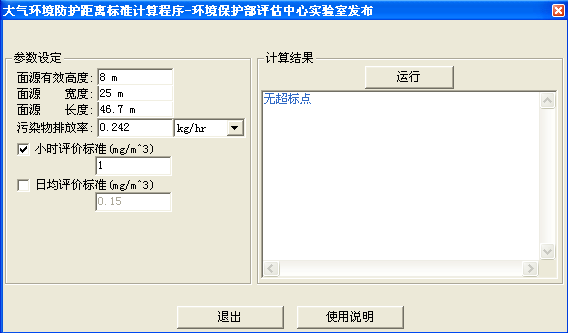 大气环境防护距离标准计算程序-环境保护部评估中心实验室发布
参数设定
面源有效高度: 8 m
面源 宽度: 25 m
面源 长度: 46.7 m
污染物排放率: 0.242 kg/hr
小时评价标准(mg/m^3)
1
日均评价标准(mg/m^3)
0.15
计算结果
运行
无超标点
退出 使用说明